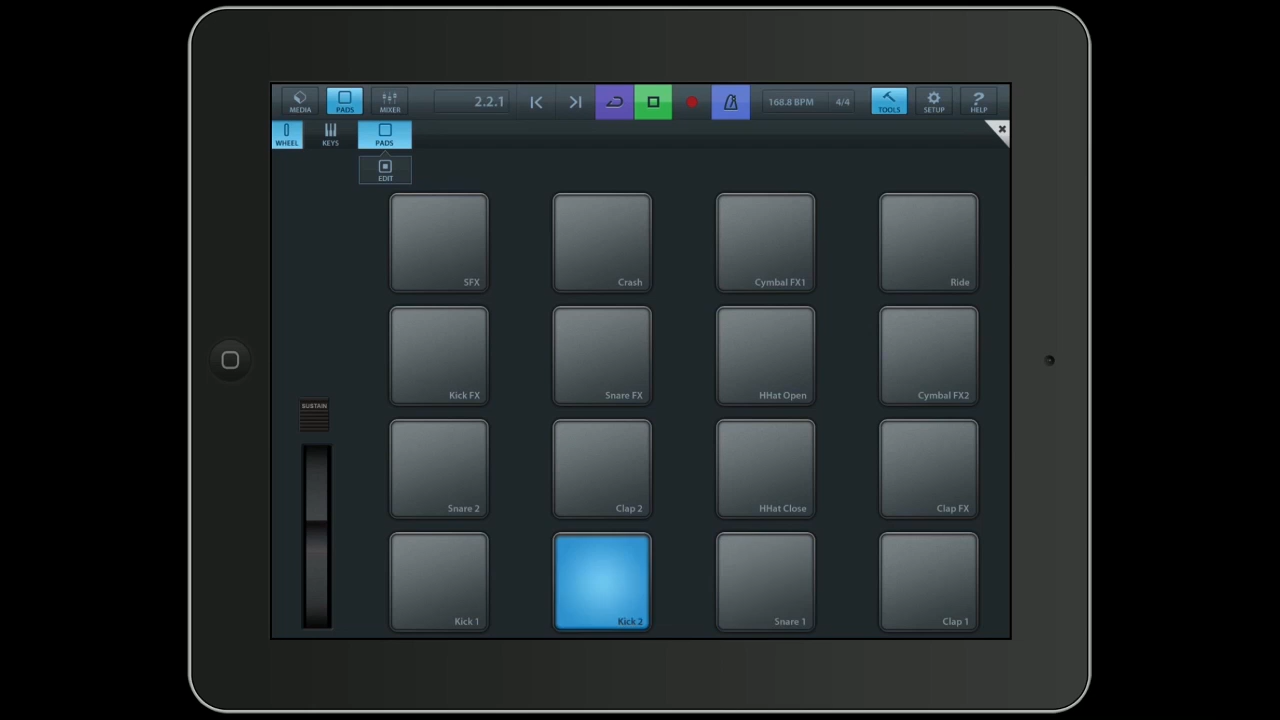 MEDIA PADS MIXER 2.2.1 168.8 BPM 4/4 TOOLS SETUP HELP
WHEEL KEYS PADS
EDIT
SFX Crash Cymbal FX1 Ride
Kick FX Snare FX HHat Open Cymbal FX2
SUSTAIN
Snare 2 Clap 2 HHat Close Clap FX
Kick 1 Kick 2 Snare 1 Clap 1